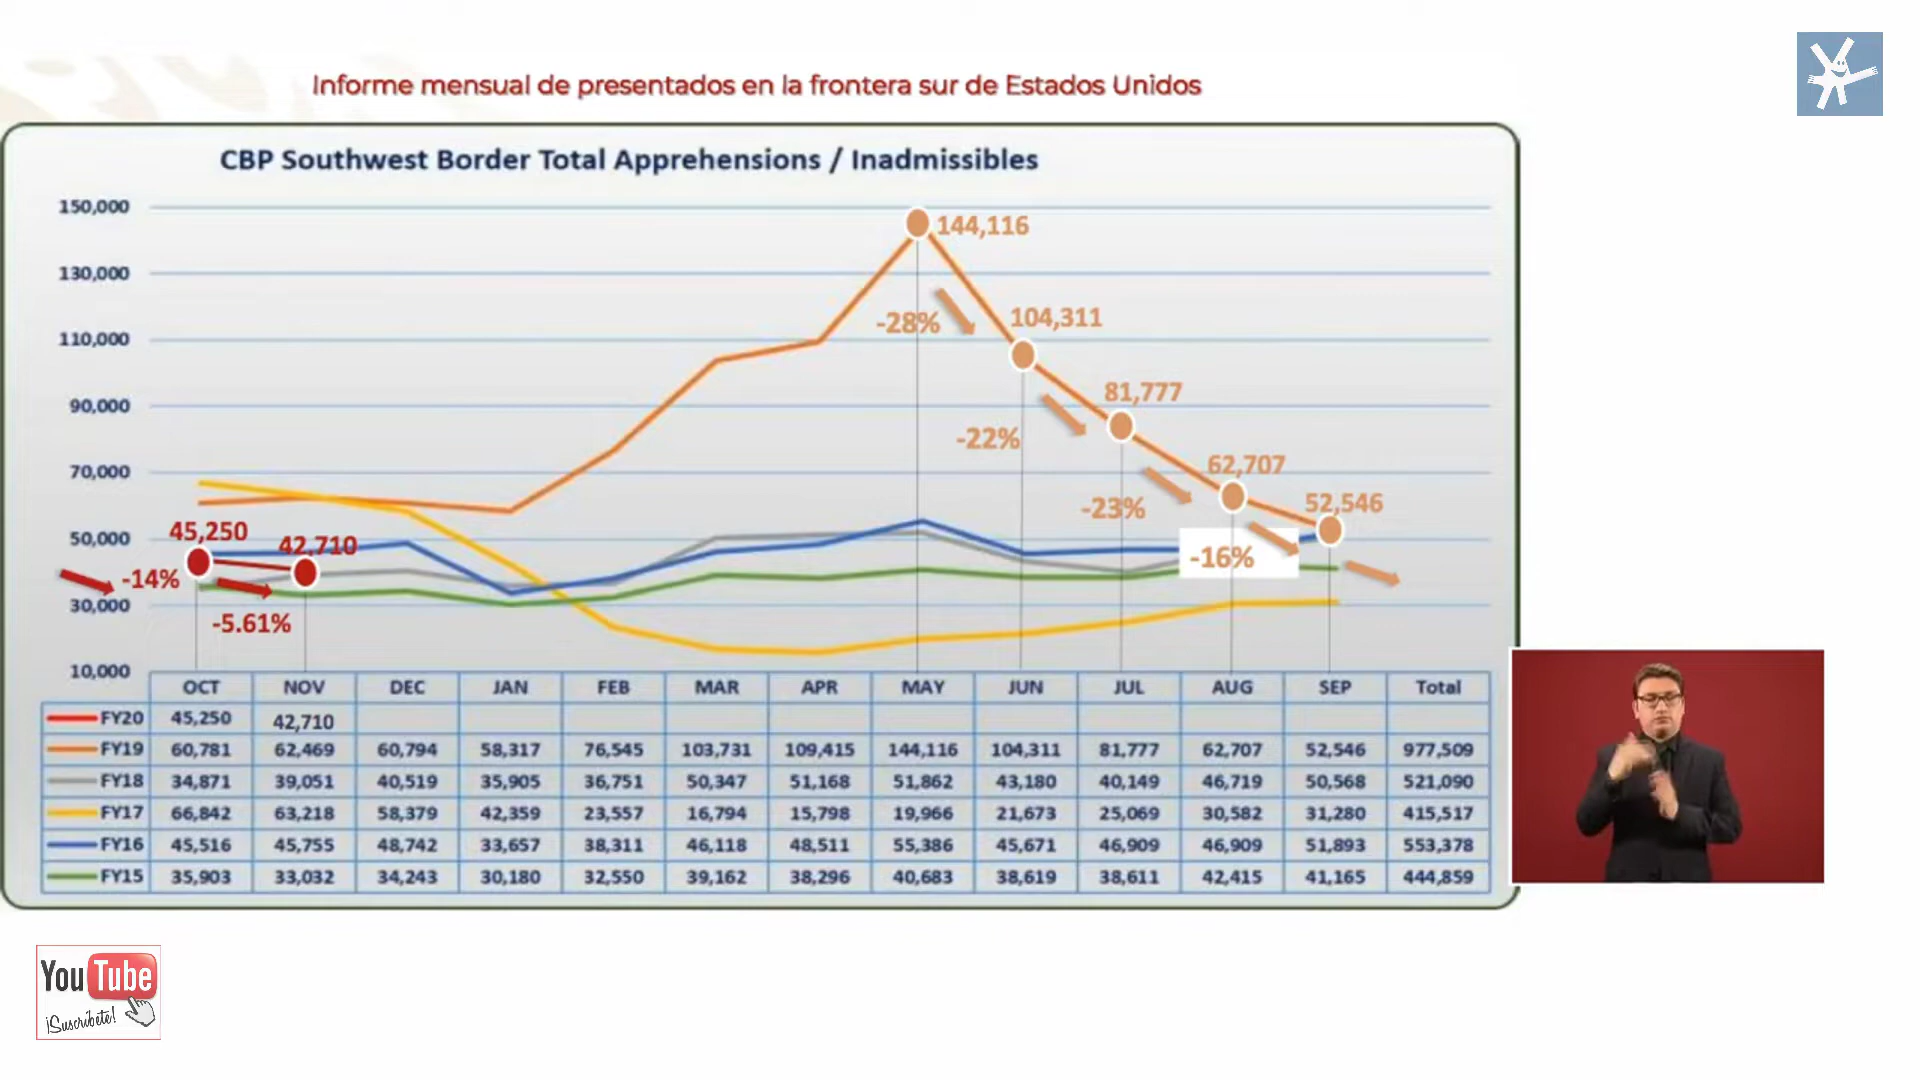 Informe mensual de presentados en la frontera sur de Estados Unidos
CBP Southwest Border Total Apprehensions / Inadmissibles
150,000
130,000
110,000
90,000
70,000
50,000
30,000
10,000
144,116
-28%
104,311
81,777
-22%
62,707
-23%
52,546
-16%
45,250
42,710
-14%
-5.61%
OCT NOV DEC JAN FEB MAR APR MAY JUN JUL AUG SEP Total
FY20 45,250 42,710
FY19 60,781 62,469 60,794 58,317 76,545 103,731 109,415 144,116 104,311 81,777 62,707 52,546 977,509
FY18 34,871 39,051 40,519 35,905 36,751 50,347 51,168 51,862 43,180 40,149 46,719 50,568 521,090
FY17 66,842 63,218 58,379 42,359 23,557 16,794 15,798 19,966 21,673 25,069 30,582 31,280 415,517
FY16 45,516 45,755 48,742 33,657 38,311 46,118 48,511 55,386 45,671 46,909 46,909 51,893 553,378
FY15 35,903 33,032 34,243 30,180 32,550 39,162 38,296 40,683 38,619 38,611 42,415 41,165 444,859
YouTube
¡Suscríbete!